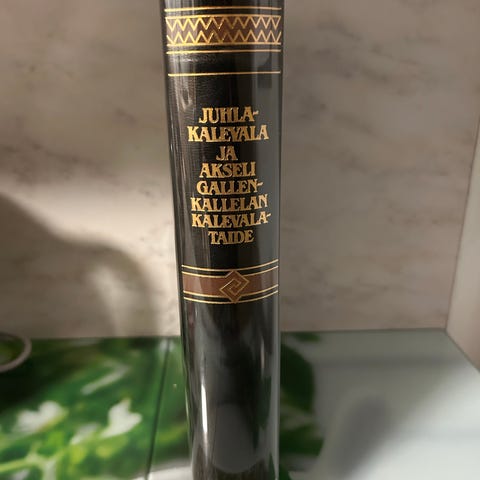 JUHLA-
KALEVALA
JA
AKSELI
GALLEN-
KALLELAN
KALEVALA-
TAIDE